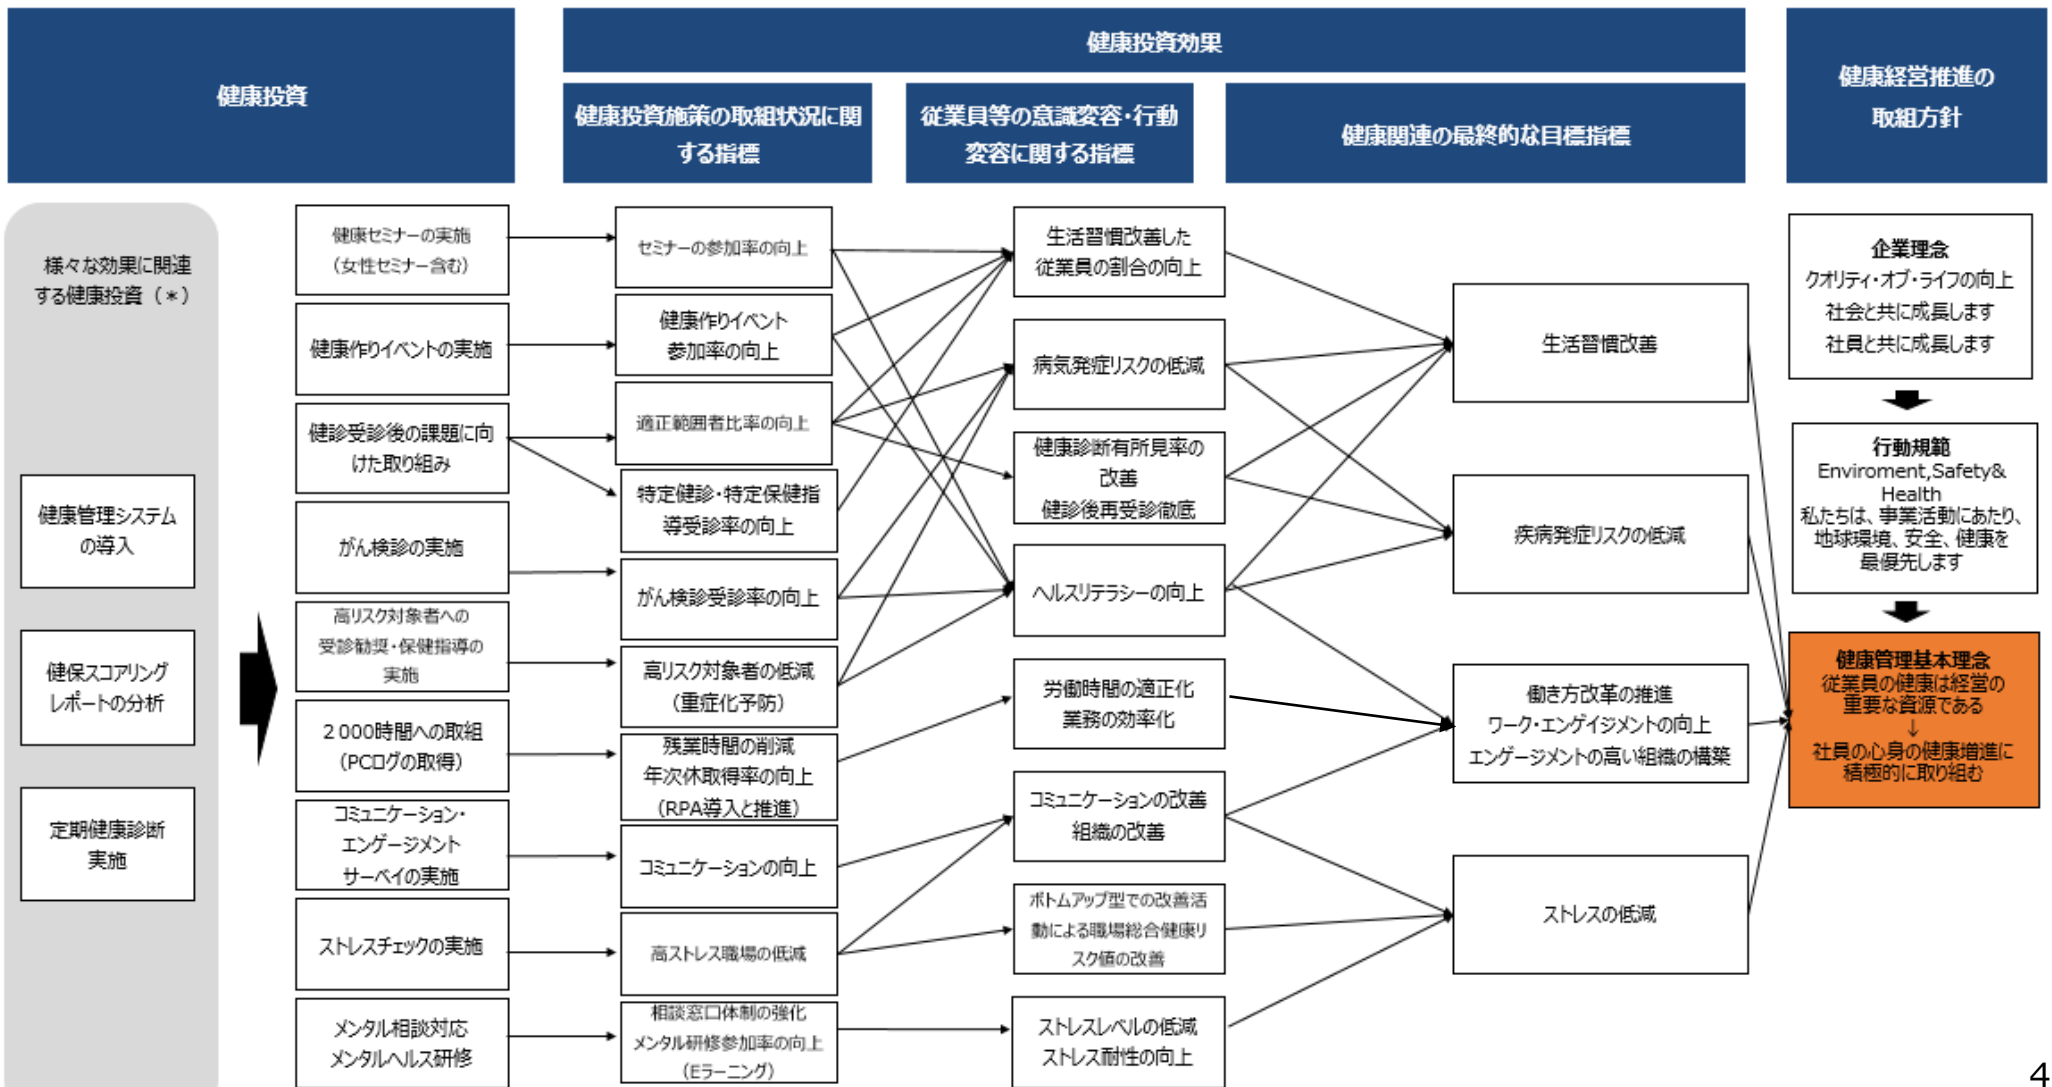 健康投資
健康投資効果
健康投資施策の取組状況に関
する指標
従業員等の意識変容・行動
変容に関する指標
健康関連の最終的な目標指標
健康経営推進の
取組方針
様々な効果に関連
する健康投資（＊）
健康管理システム
の導入
健保スコアリング
レポートの分析
定期健康診断
実施
健康セミナーの実施
（女性セミナー含む）
健康作りイベントの実施
健診受診後の課題に向
けた取り組み
がん検診の実施
高リスク対象者への
受診勧奨・保健指導の
実施
2000時間への取組
（PCログの取得）
コミュニケーション・
エンゲージメント
サーベイの実施
ストレスチェックの実施
メンタル相談対応
メンタルヘルス研修
セミナーの参加率の向上
健康作りイベント
参加率の向上
適正範囲者比率の向上
特定健診・特定保健指
導受診率の向上
がん検診受診率の向上
高リスク対象者の低減
（重症化予防）
残業時間の削減
年次休取得率の向上
（RPA導入と推進）
コミュニケーションの向上
高ストレス職場の低減
相談窓口体制の強化
メンタル研修参加率の向上
（Eラーニング）
生活習慣改善した
従業員の割合の向上
病気発症リスクの低減
健康診断有所見率の
改善
健診後再受診徹底
ヘルスリテラシーの向上
労働時間の適正化
業務の効率化
コミュニケーションの改善
組織の改善
ボトムアップ型での改善活
動による職場総合健康リ
スク値の改善
ストレスレベルの低減
ストレス耐性の向上
生活習慣改善
疾病発症リスクの低減
働き方改革の推進
ワーク・エンゲイジメントの向上
エンゲージメントの高い組織の構築
ストレスの低減
企業理念
クオリティ・オブ・ライフの向上
社会と共に成長します
社員と共に成長します
行動規範
Enviroment,Safety&
Health
私たちは、事業活動にあたり、
地球環境、安全、健康を
最優先します
健康管理基本理念
従業員の健康は経営の
重要な資源である
↓
社員の心身の健康増進に
積極的に取り組む
4